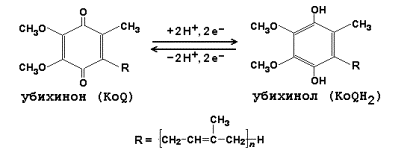 O OH
CH₃O CH₃ +2H⁺, 2e⁻ CH₃O CH₃
CH₃O R −2H⁺, 2e⁻ CH₃O R
O OH
убихинон (KoQ) убихинол (KoQH₂)
CH₃
R = [CH₂-CH=C-CH₂]ₙH